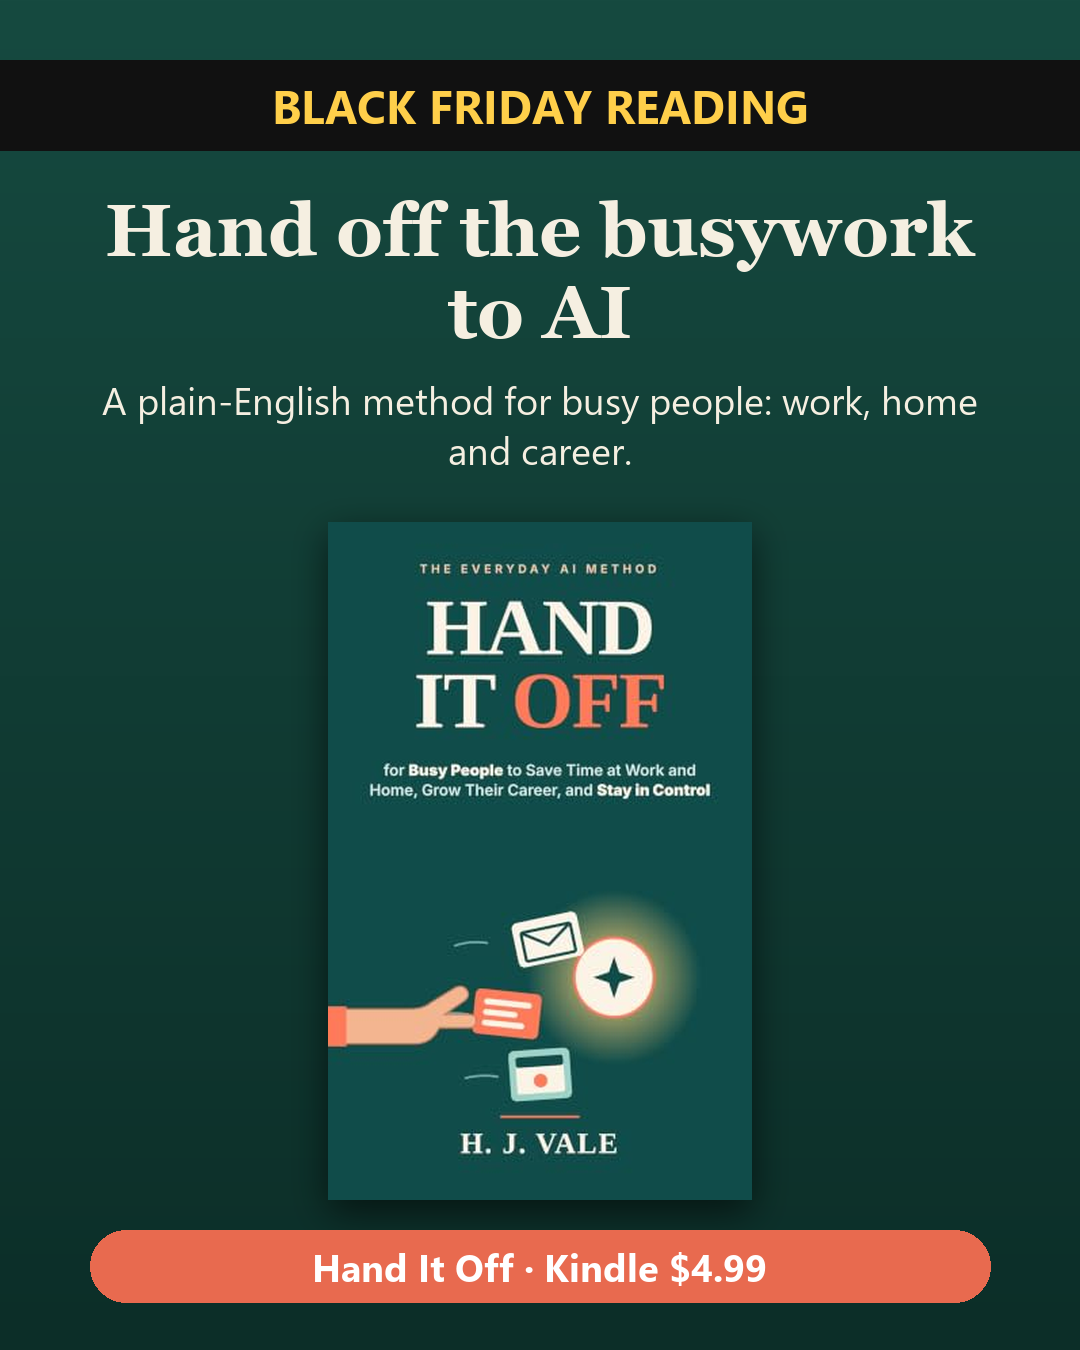 BLACK FRIDAY READING
Hand off the busywork
to AI
A plain-English method for busy people: work, home
and career.
THE EVERYDAY AI METHOD
HAND
IT OFF
for Busy People to Save Time at Work and
Home, Grow Their Career, and Stay in Control
H. J. VALE
Hand It Off · Kindle $4.99